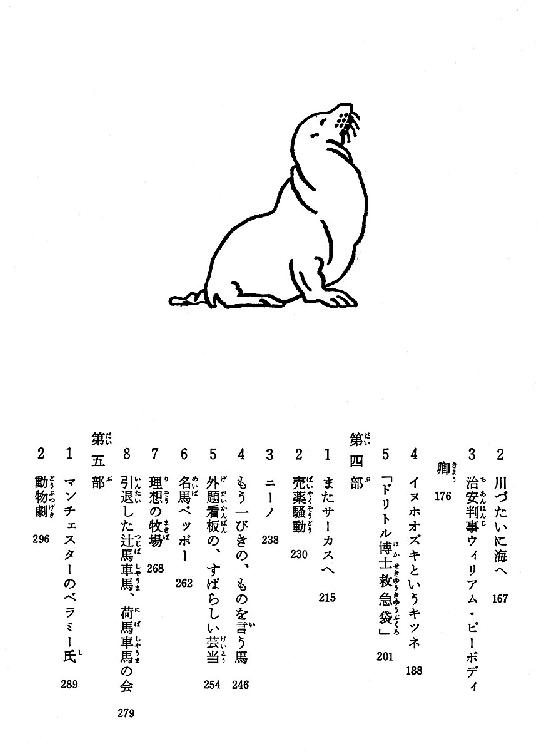 2 川づたいに海へ 167
3 治安判事ウィリアム・ピーボディ
卿 176
4 イヌホオズキというキツネ 188
5 「ドリトル博士救急袋」 201
第四部
1 またサーカスへ 215
2 売薬騒動 230
3 ニーノ 238
4 もう一ぴきの、ものを言う馬 246
5 外題看板の、すばらしい芸当 254
6 名馬ベッポー 262
7 理想の牧場 268
8 引退した辻馬車馬、荷馬車馬の会
279
第五部
1 マンチェスターのベラミー氏 289
2 動物劇 296